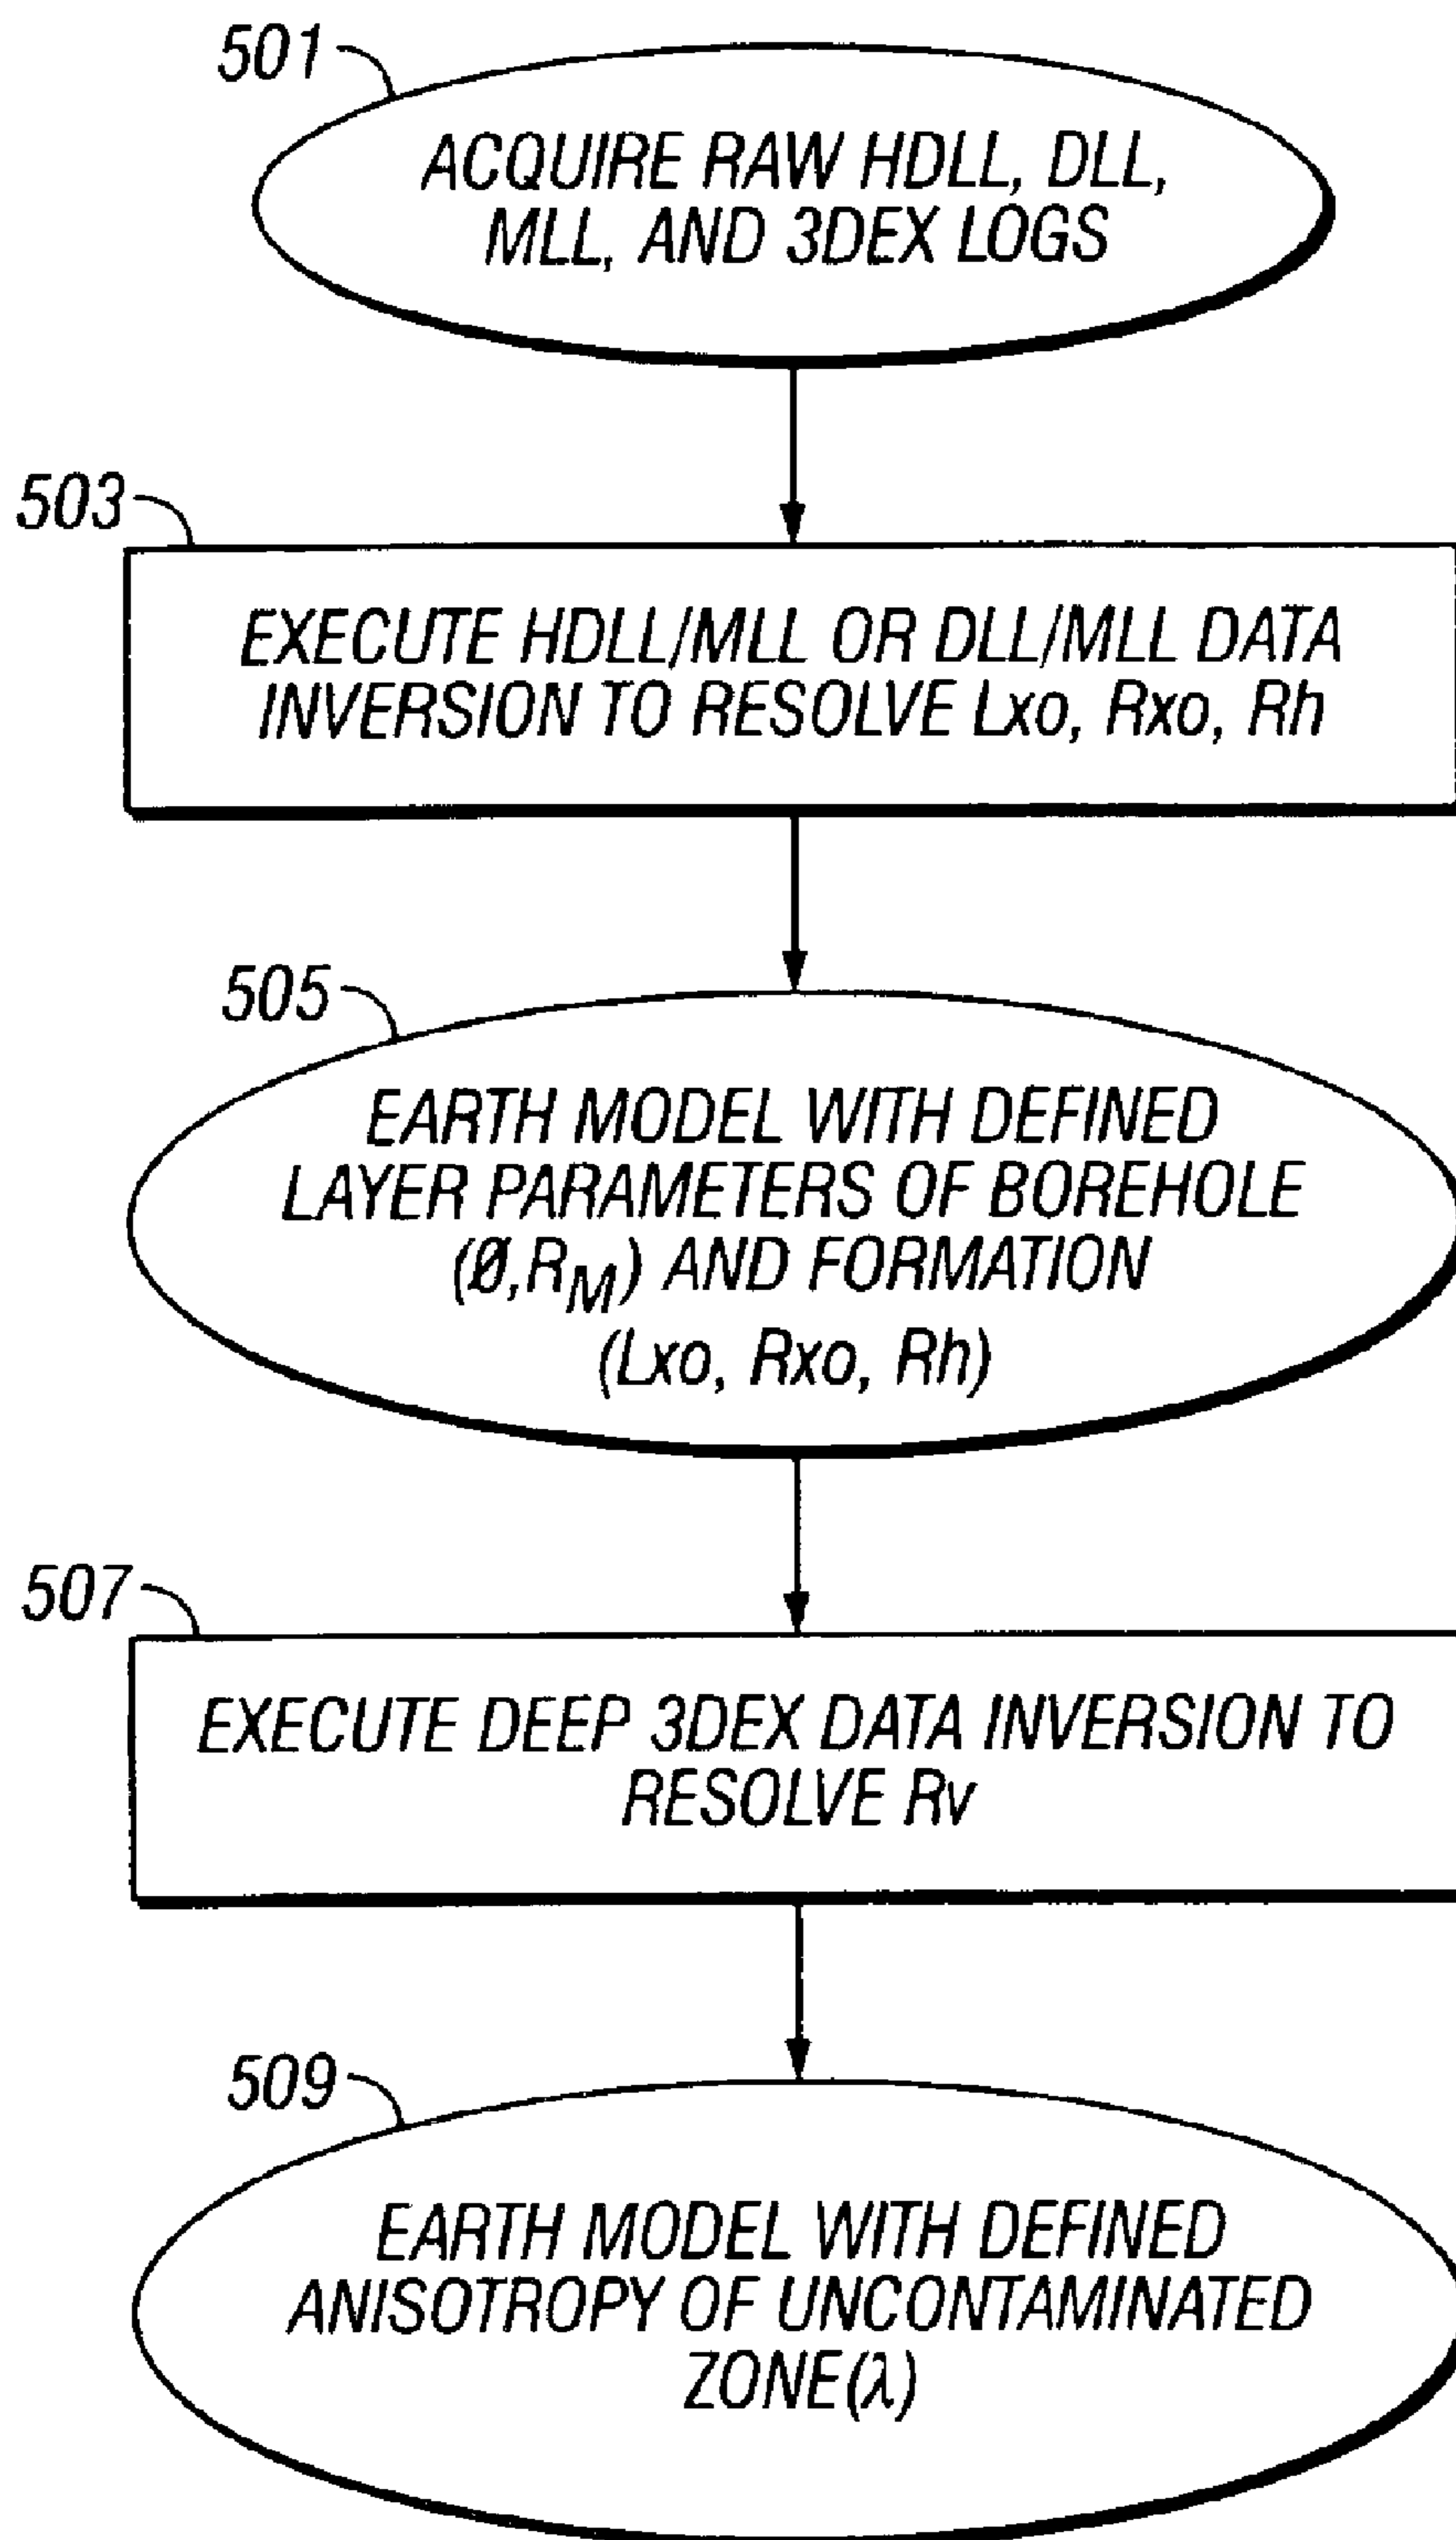 501
ACQUIRE RAW HDLL, DLL,
MLL, AND 3DEX LOGS
503
EXECUTE HDLL/MLL OR DLL/MLL DATA
INVERSION TO RESOLVE Lxo, Rxo, Rh
505
EARTH MODEL WITH DEFINED
LAYER PARAMETERS OF BOREHOLE
(Ø,RM) AND FORMATION
(Lxo, Rxo, Rh)
507
EXECUTE DEEP 3DEX DATA INVERSION TO
RESOLVE Rv
509
EARTH MODEL WITH DEFINED
ANISOTROPY OF UNCONTAMINATED
ZONE(λ)